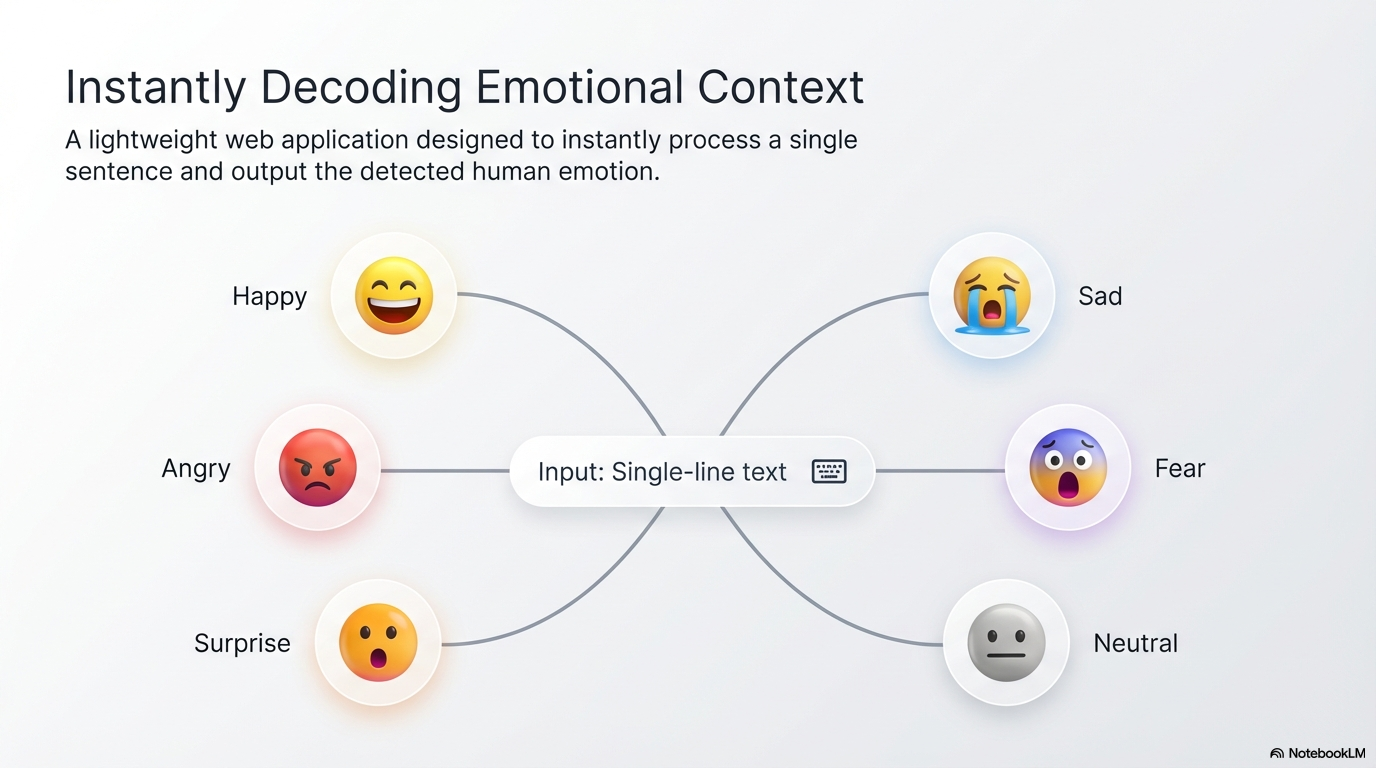 Instantly Decoding Emotional Context
A lightweight web application designed to instantly process a single
sentence and output the detected human emotion.
Happy
Sad
Angry
Input: Single-line text
Fear
Surprise
Neutral
NotebookLM